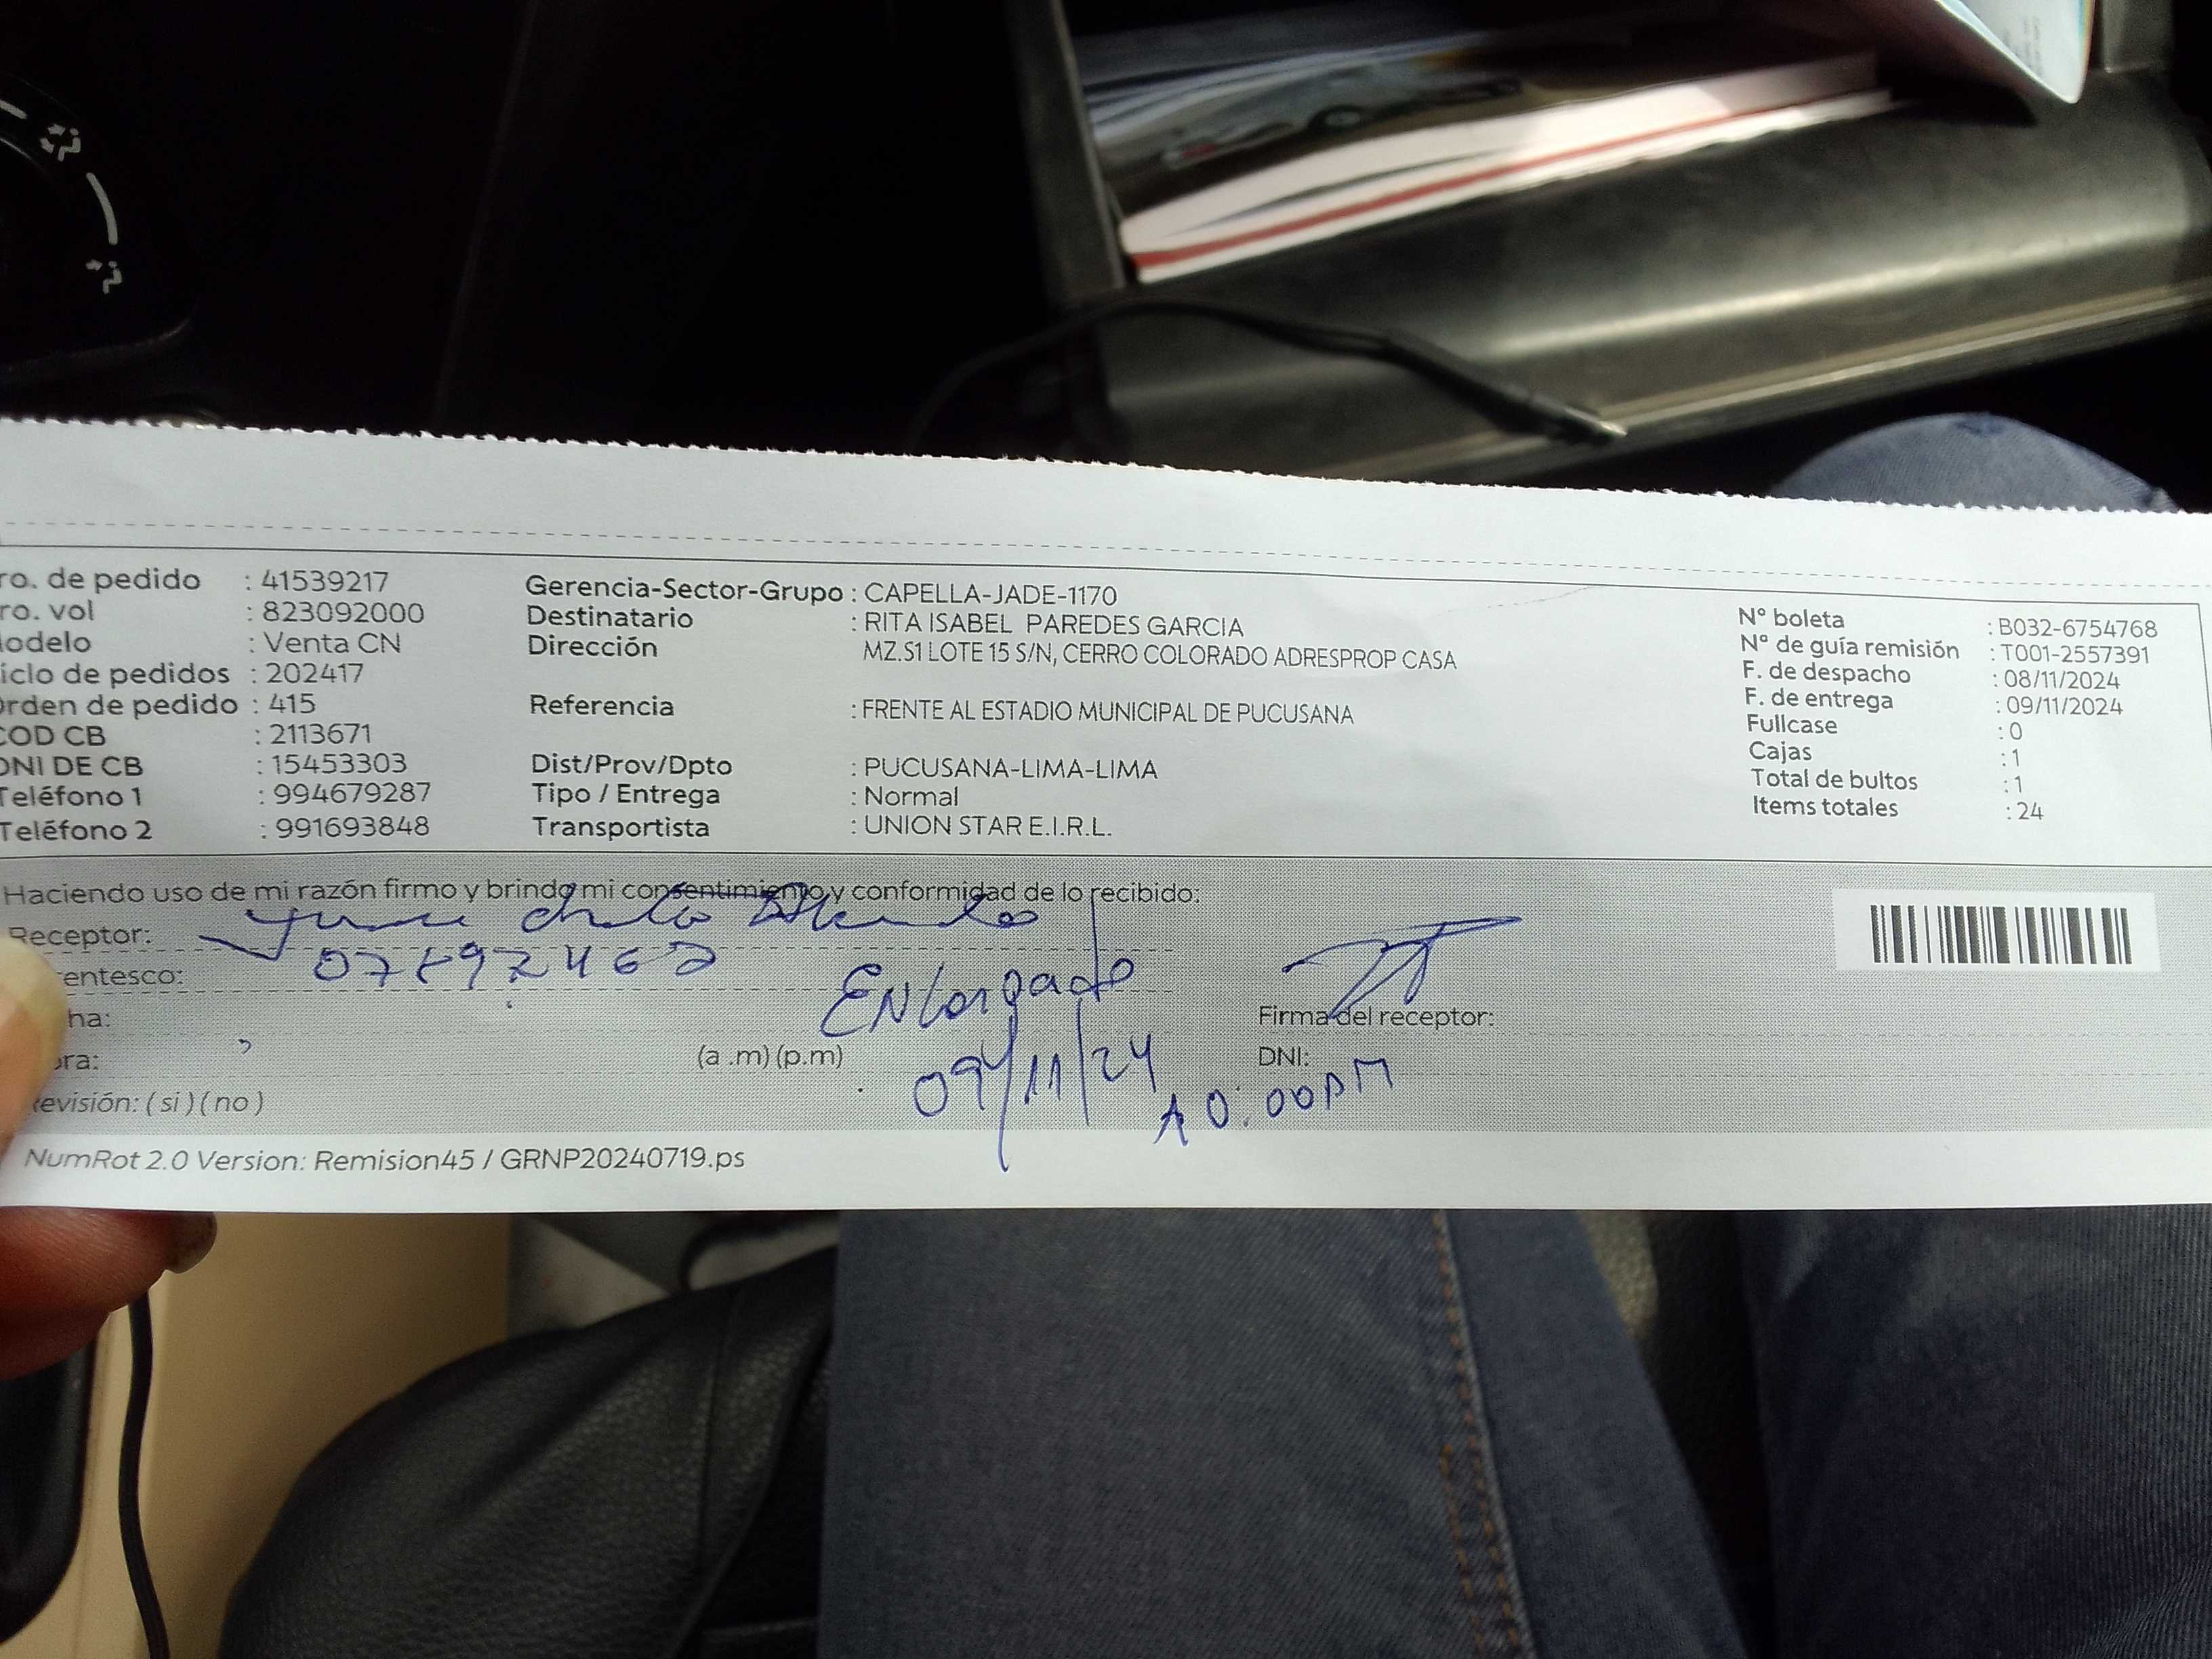 ro. de pedido : 41539217
ro. vol : 823092000
odelo : Venta CN
iclo de pedidos : 202417
rden de pedido : 415
COD CB : 2113671
DNI DE CB : 15453303
Teléfono 1 : 994679287
Teléfono 2 : 991693848
Gerencia-Sector-Grupo : CAPELLA-JADE-1170
Destinatario : RITA ISABEL PAREDES GARCIA
Dirección MZ.S1 LOTE 15 S/N, CERRO COLORADO ADRESPROP CASA
Referencia : FRENTE AL ESTADIO MUNICIPAL DE PUCUSANA
Dist/Prov/Dpto : PUCUSANA-LIMA-LIMA
Tipo / Entrega : Normal
Transportista : UNION STAR E.I.R.L.
N° boleta : B032-6754768
N° de guía remisión : T001-2557391
F. de despacho : 08/11/2024
F. de entrega : 09/11/2024
Fullcase : 0
Cajas : 1
Total de bultos : 1
Items totales : 24
Haciendo uso de mi razón firmo y brindo mi consentimiento y conformidad de lo recibido:
Receptor:
entesco:
Encargado
ha:
Firma del receptor:
ora: (a .m) (p.m)
09/11/24
DNI:
10:00AM
evisión: ( si ) ( no )
NumRot 2.0 Version: Remision45 / GRNP20240719.ps